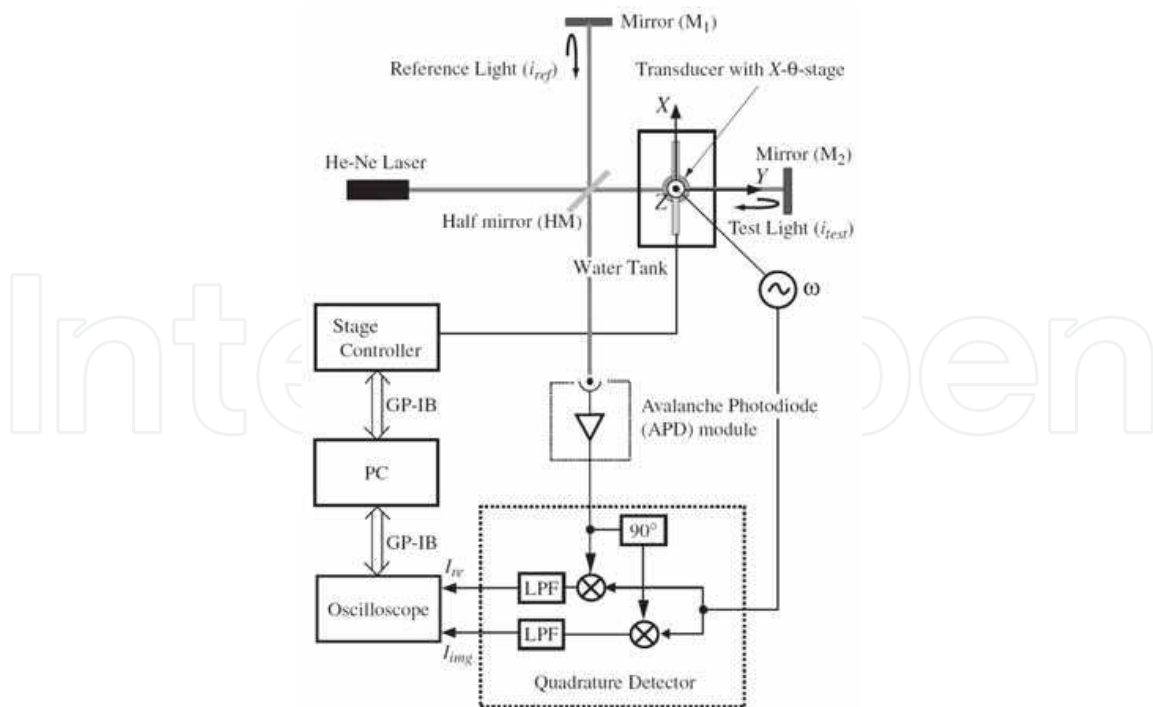 Mirror (M1)
Reference Light (iref)
Transducer with X-θ-stage
X
He-Ne Laser
Mirror (M2)
Y
Z
Half mirror (HM)
Test Light (itest)
Water Tank
ω
Stage
Controller
GP-IB
Avalanche Photodiode
(APD) module
PC
90°
GP-IB
Ire
LPF
Oscilloscope
LPF
Iimg
Quadrature Detector